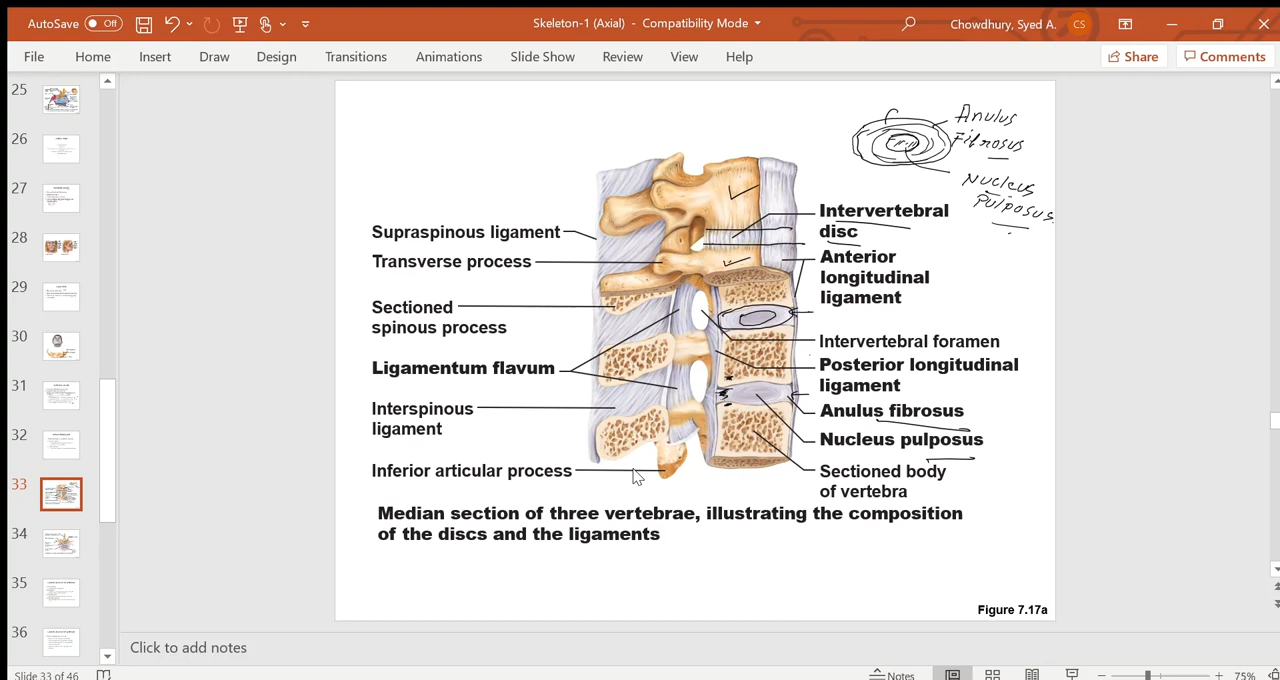 AutoSave Off
Skeleton-1 (Axial) - Compatibility Mode
Chowdhury, Syed A. CS
File Home Insert Draw Design Transitions Animations Slide Show Review View Help
Share Comments
25
26
27
28
29
30
31
32
33
34
35
36
Anulus
Fibrosus
Nucleus
Pulposus
Supraspinous ligament
Transverse process
Sectioned
spinous process
Ligamentum flavum
Interspinous
ligament
Inferior articular process
Intervertebral
disc
Anterior
longitudinal
ligament
Intervertebral foramen
Posterior longitudinal
ligament
Anulus fibrosus
Nucleus pulposus
Sectioned body
of vertebra
Median section of three vertebrae, illustrating the composition
of the discs and the ligaments
Figure 7.17a
Click to add notes
Slide 33 of 46
Notes
75%